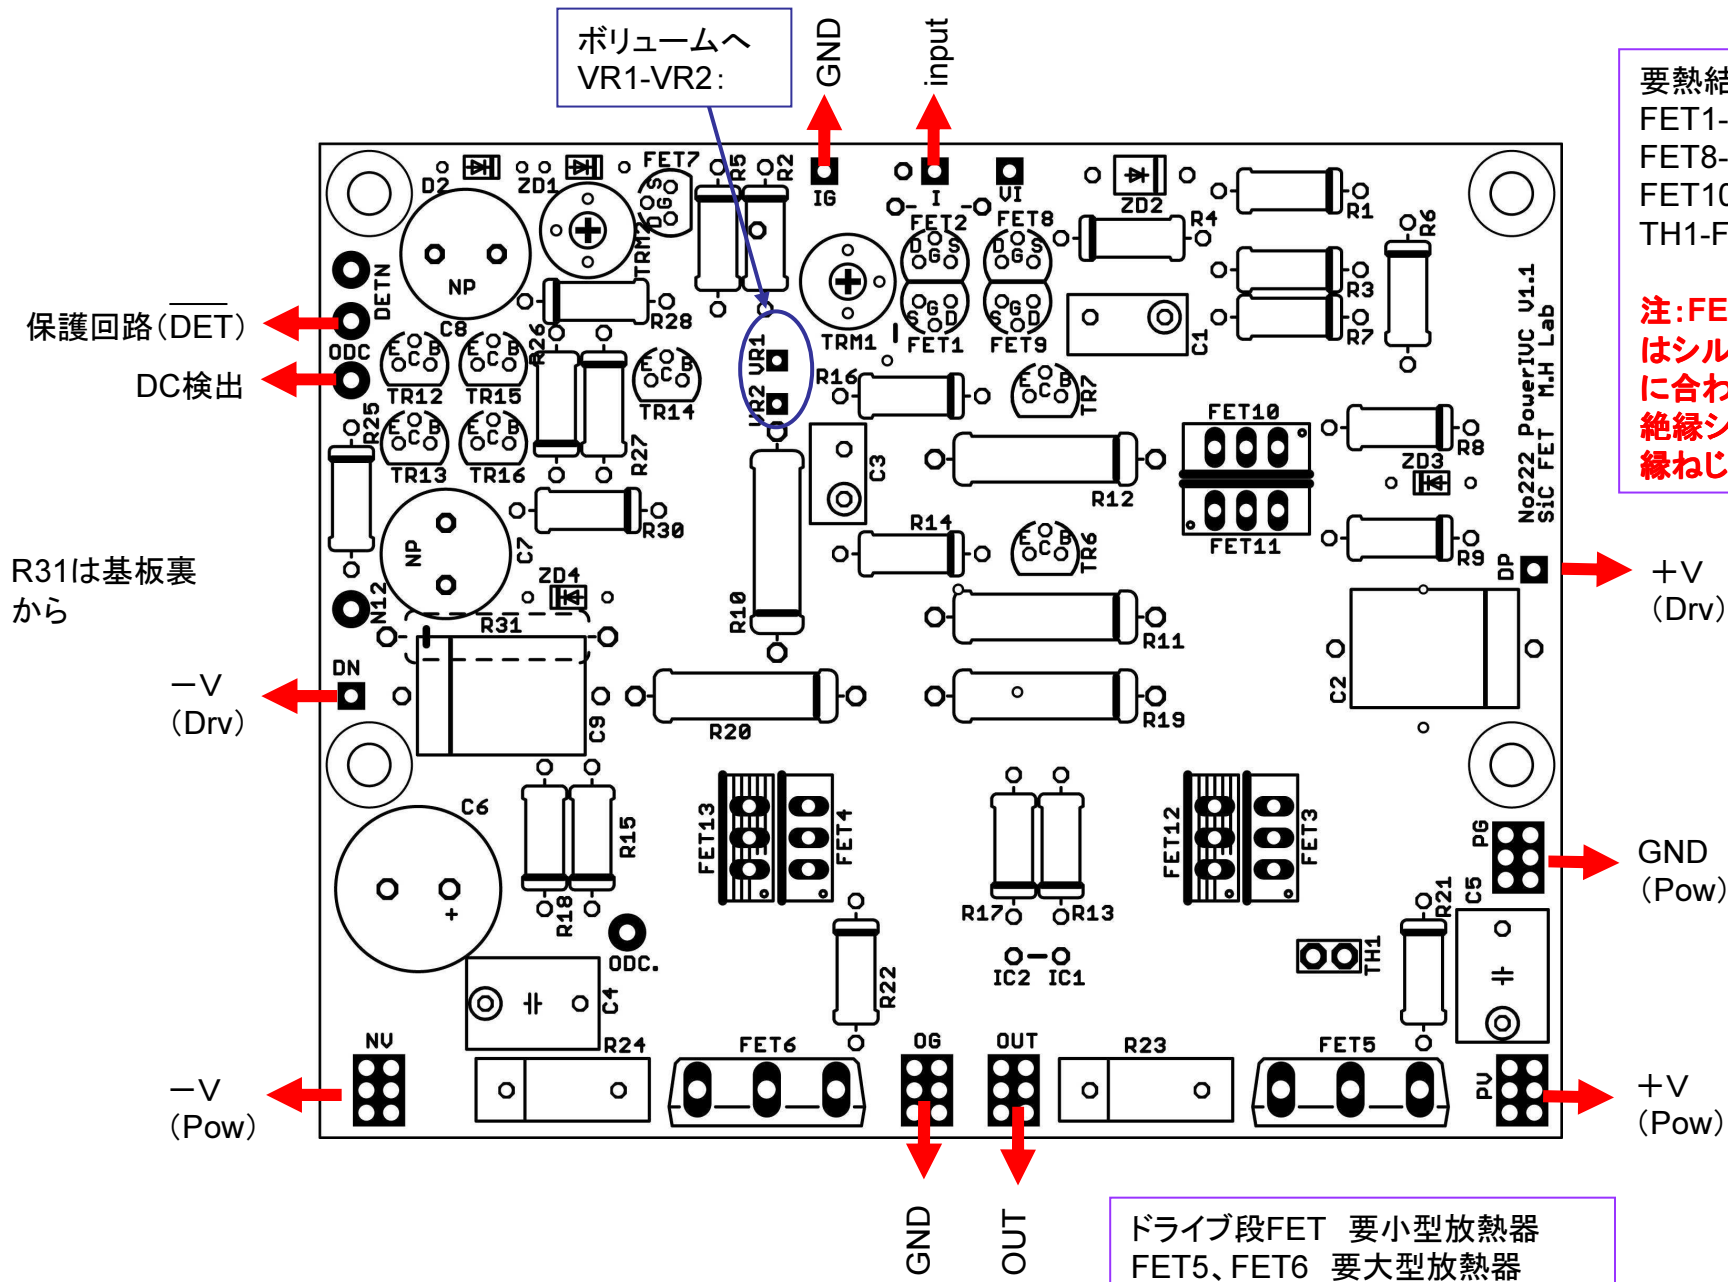 ボリュームへ
VR1-VR2：
GND
input
要熱結
FET1-
FET8-
FET10
TH1-F
注：FE
はシル
に合わ
絶縁シ
縁ねじ
保護回路（DET）
DC検出
R31は基板裏
から
－V
（Drv）
－V
（Pow）
＋V
（Drv）
GND
（Pow）
＋V
（Pow）
GND
OUT
ドライブ段FET　要小型放熱器
FET5、FET6　要大型放熱器
D2
ZD1
FET7
R5
R2
IG
I
VI
ZD2
R4
R1
R6
TRM2
FET2
FET8
DETN
NP
C8
R28
R3
R7
TRM1
FET1
FET9
C1
No222 PowerIVC V1.1
SiC FET M.H Lab
ODC
R26
VR1
VR2
R16
TR7
TR12
TR15
TR14
FET10
R25
TR13
TR16
R27
C3
R12
R8
ZD3
R30
R14
TR6
FET11
R9
DP
NP
C7
ZD4
N12
R31
R10
R11
DN
C9
R20
R19
C2
C6
R15
R18
FET13
FET4
R17
R13
FET12
FET3
PG
C5
R21
ODC.
R22
IC2
IC1
TH1
C4
NV
R24
FET6
OG
OUT
R23
FET5
PV
E
C
B
E
C
B
E
C
B
E
C
B
E
C
B
E
C
B
E
C
B
D
G
S
D
G
S
D
G
S
S
G
D
S
G
D
+